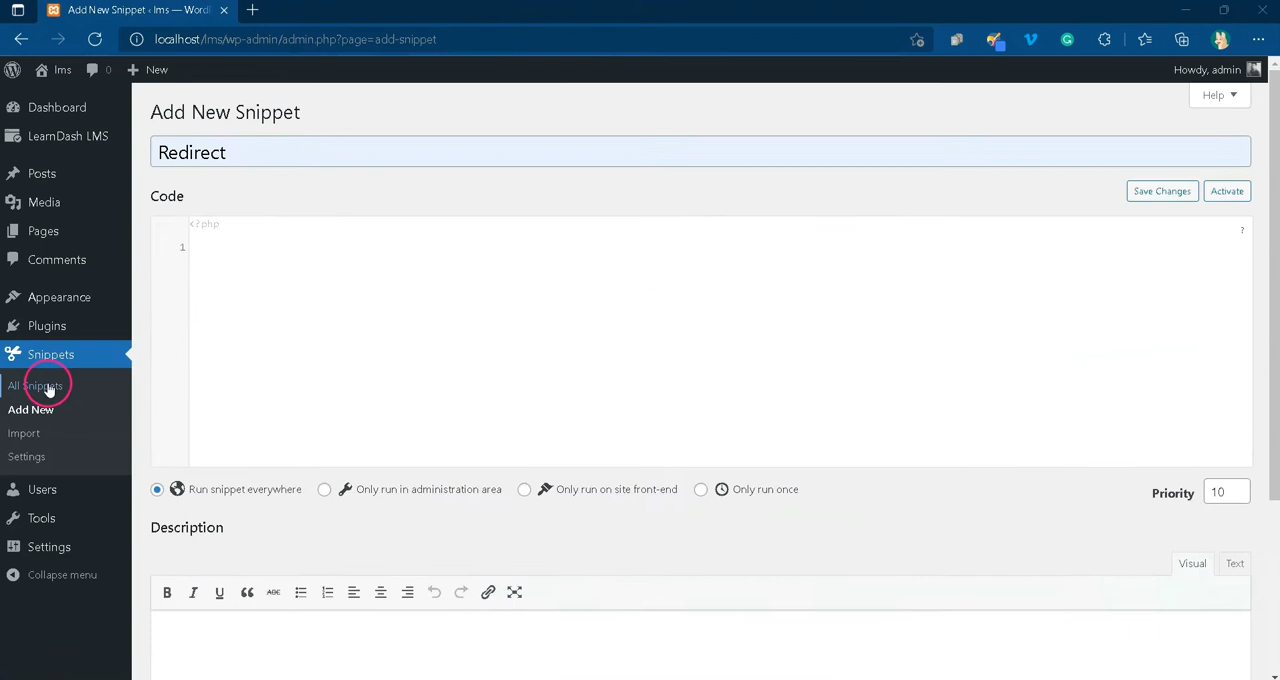 Add New Snippet ‹ lms — Word
localhost/lms/wp-admin/admin.php?page=add-snippet
lms 0 + New Howdy, admin
Help
Dashboard
LearnDash LMS
Posts
Media
Pages
Comments
Appearance
Plugins
Snippets
All Snippets
Add New
Import
Settings
Users
Tools
Settings
Collapse menu
Add New Snippet
Redirect
Code
Save Changes Activate
<?php
?
1
Run snippet everywhere Only run in administration area Only run on site front-end Only run once
Priority 10
Description
Visual Text
B I U ABC